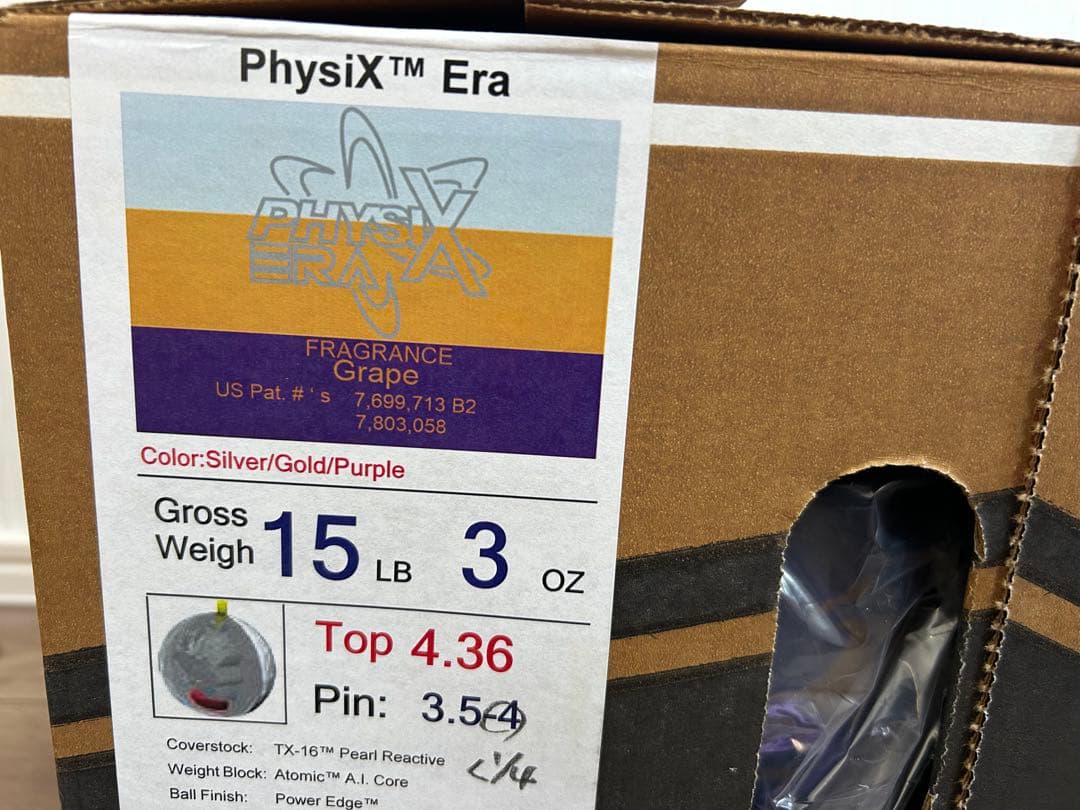 PhysiX™ Era
PHYSIX
ERA
FRAGRANCE
Grape
US Pat. # ' s 7,699,713 B2
7,803,058
Color:Silver/Gold/Purple
Gross
Weigh 15 LB 3 OZ
Top 4.36
Pin: 3.5-4
Coverstock: TX-16™ Pearl Reactive
<1/4
Weight Block: Atomic™ A.I. Core
Ball Finish: Power Edge™